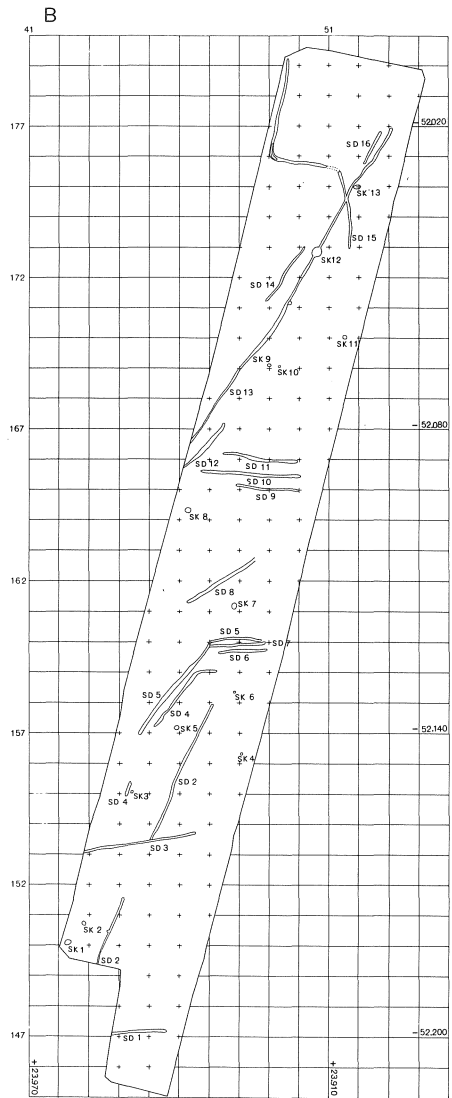 B
41 51
177 -52.020
SD 16
SK 13
SD 15
SK12
172
SD 14
SK 11
SK 9
SK10
SD 13
167 -52.080
SD 12
SD 11
SD 10
SD 9
SK 8
162
SD 8
SK 7
SD 5
SD 7
SD 6
SD 5
SK 6
SD 4
SK5
157 -52.140
SK 4
SD 2
SK3
SD 4
SD 3
152
SK 2
SK 1
SD 2
147 -52.200
SD 1
+23.970
+23.910